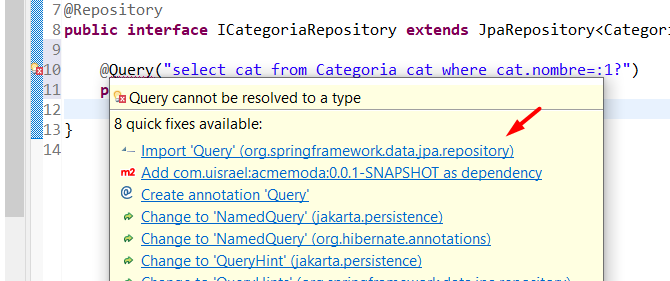 7 @Repository
8 public interface ICategoriaRepository extends JpaRepository<Categor
9
10 @Query("select cat from Categoria cat where cat.nombre=:1?")
11 p
Query cannot be resolved to a type
12
8 quick fixes available:
13 }
Import 'Query' (org.springframework.data.jpa.repository)
14
m2 Add com.uisrael:acmemoda:0.0.1-SNAPSHOT as dependency
@ Create annotation 'Query'
Change to 'NamedQuery' (jakarta.persistence)
Change to 'NamedQuery' (org.hibernate.annotations)
Change to 'QueryHint' (jakarta.persistence)